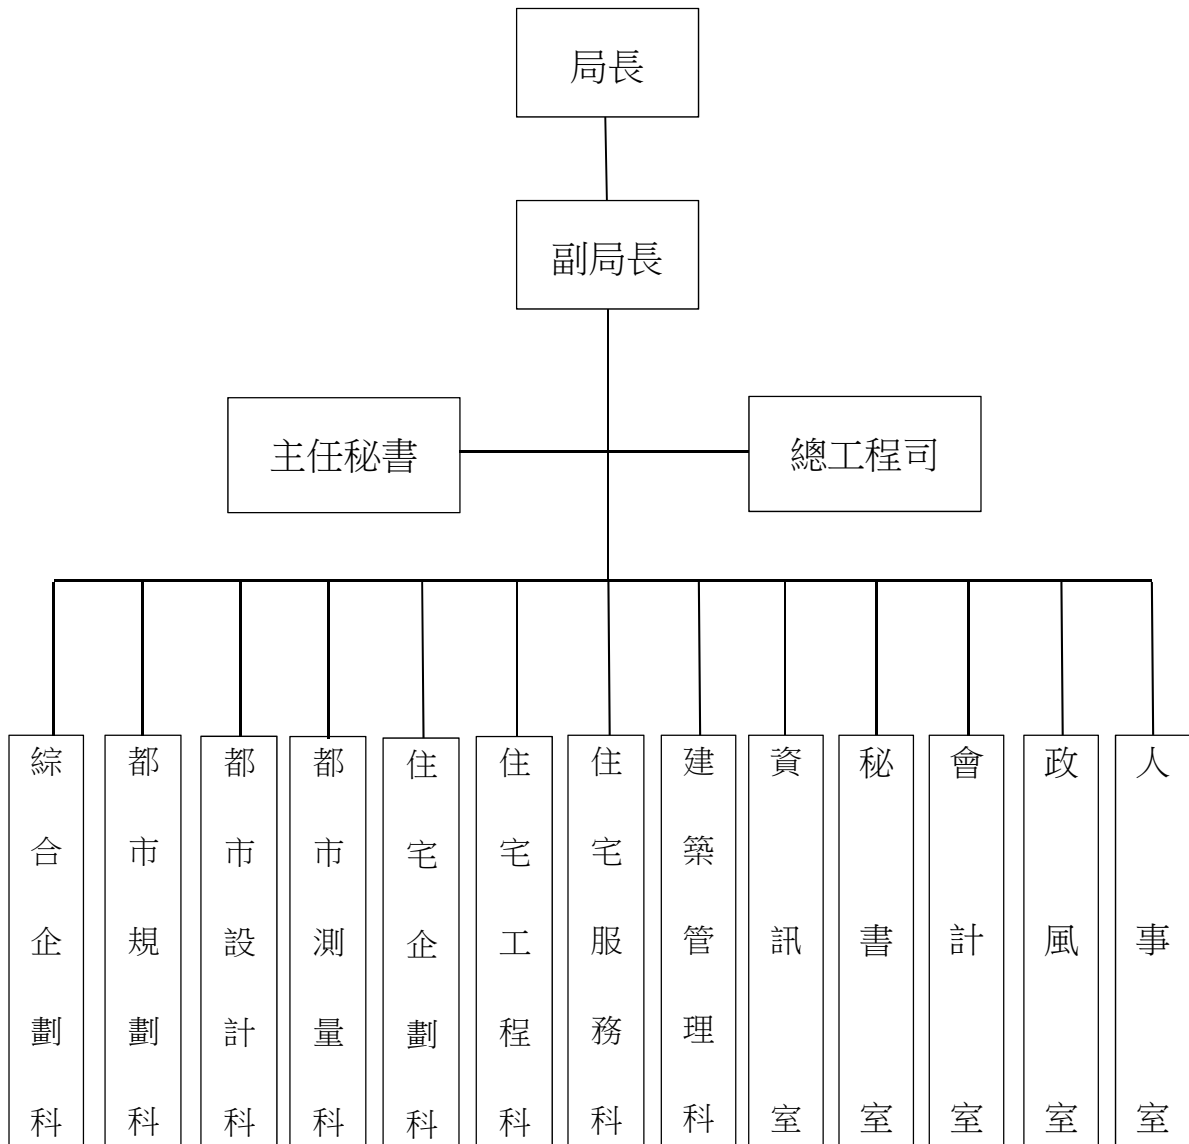 局長
副局長
主任秘書
總工程司
綜合企劃科
都市規劃科
都市設計科
都市測量科
住宅企劃科
住宅工程科
住宅服務科
建築管理科
資訊室
秘書室
會計室
政風室
人事室